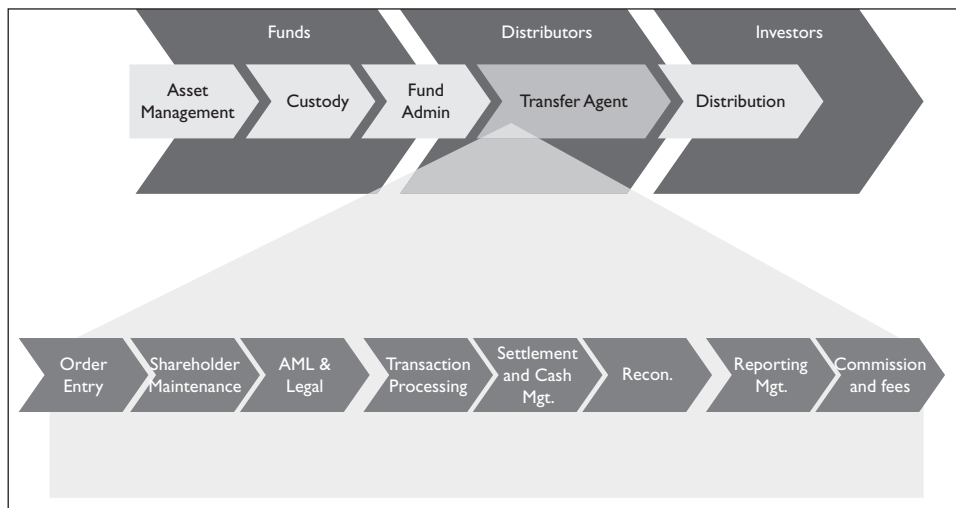 Funds
Distributors
Investors
Asset
Management
Custody
Fund
Admin
Transfer Agent
Distribution
Order
Entry
Shareholder
Maintenance
AML &
Legal
Transaction
Processing
Settlement
and Cash
Mgt.
Recon.
Reporting
Mgt.
Commission
and fees